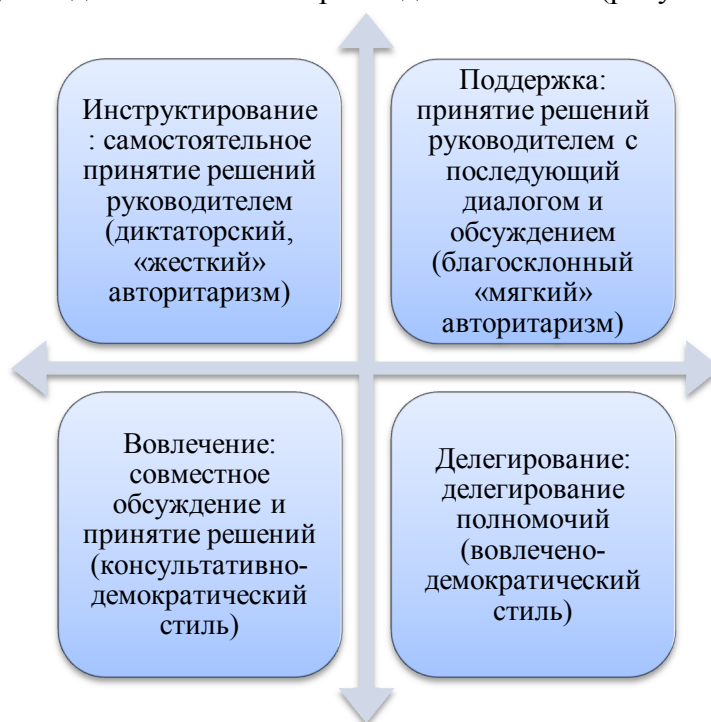 Инструктирование
: самостоятельное
принятие решений
руководителем
(диктаторский,
«жесткий»
авторитаризм)
Поддержка:
принятие решений
руководителем с
последующий
диалогом и
обсуждением
(благосклонный
«мягкий»
авторитаризм)
Вовлечение:
совместное
обсуждение и
принятие решений
(консультативно-
демократический
стиль)
Делегирование:
делегирование
полномочий
(вовлечено-
демократический
стиль)